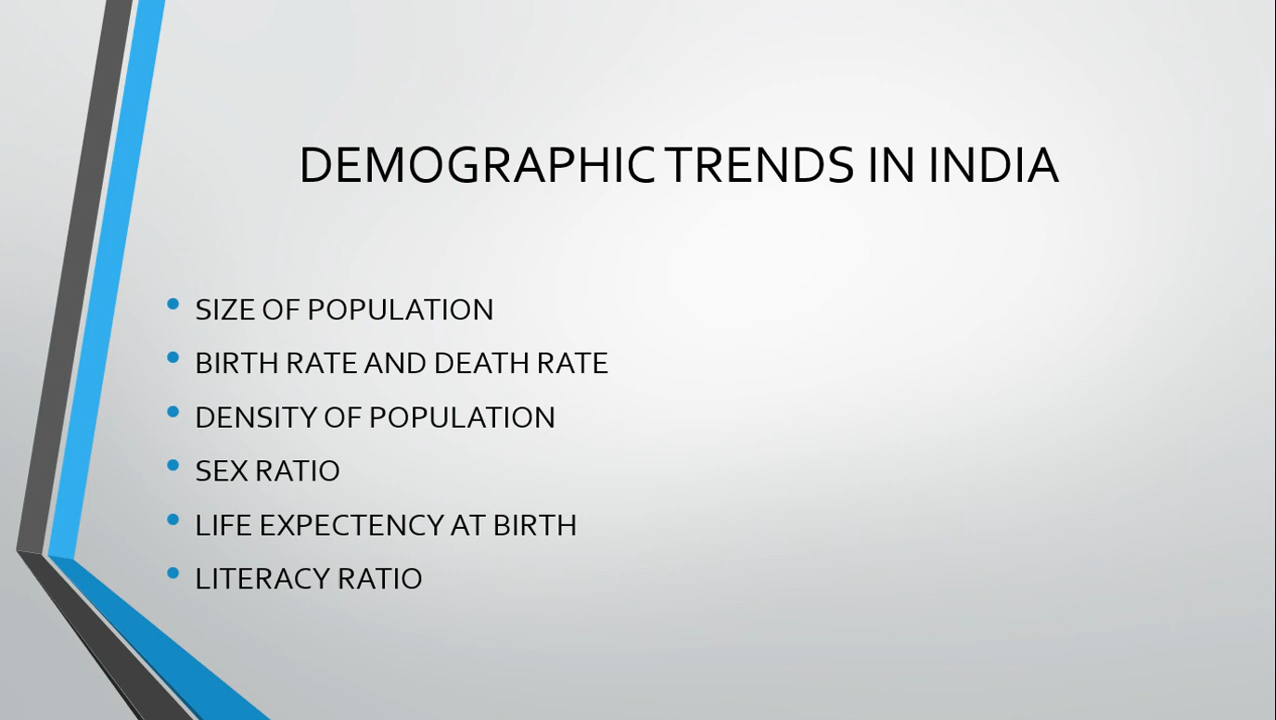 DEMOGRAPHIC TRENDS IN INDIA
SIZE OF POPULATION
BIRTH RATE AND DEATH RATE
DENSITY OF POPULATION
SEX RATIO
LIFE EXPECTENCY AT BIRTH
LITERACY RATIO